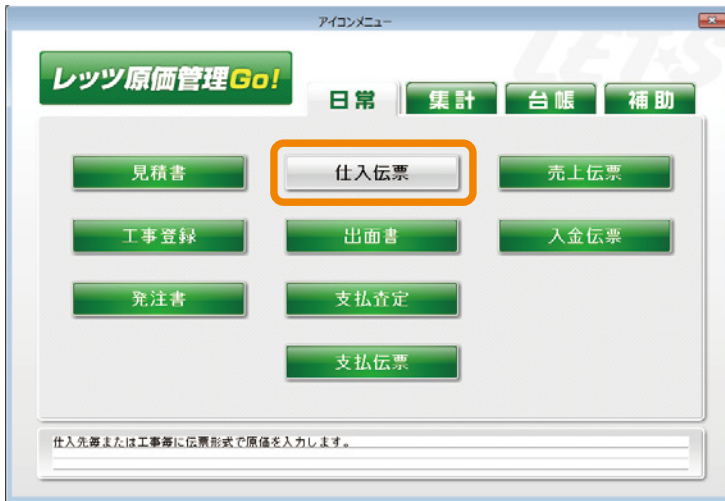 アイコンメニュー
LET'S
レッツ原価管理Go!
日常 集計 台帳 補助
見積書 仕入伝票 売上伝票
工事登録 出面書 入金伝票
発注書 支払査定
支払伝票
仕入先毎または工事毎に伝票形式で原価を入力します。